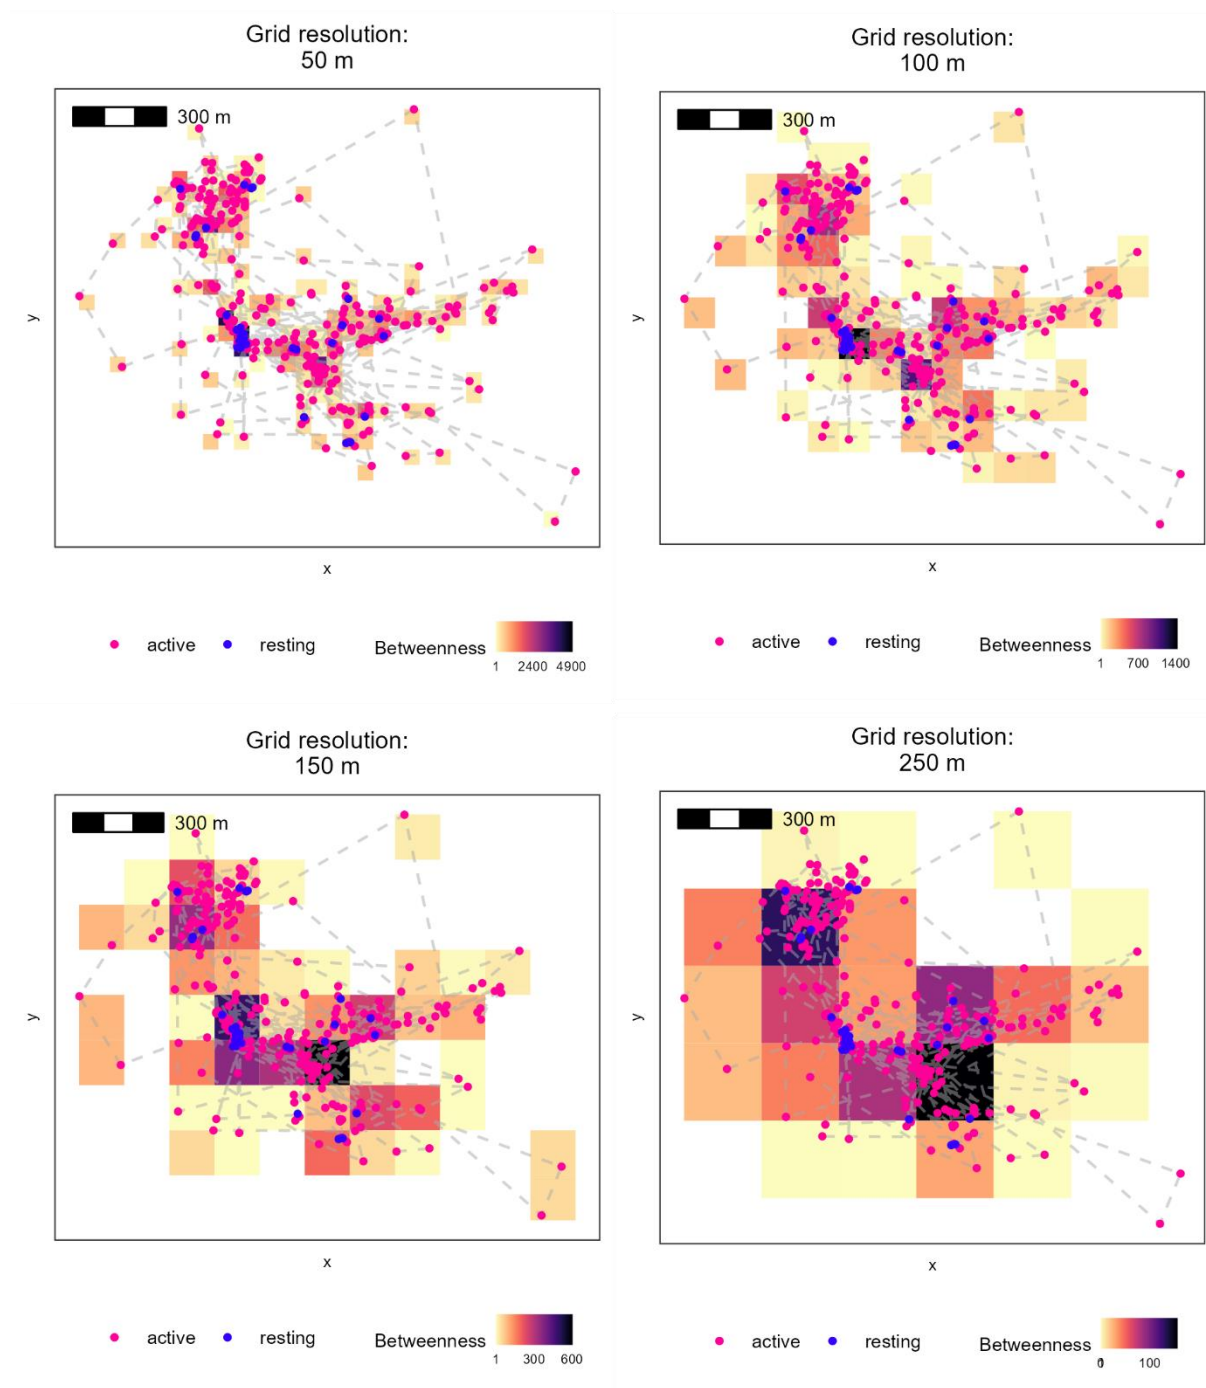 Grid resolution:
50 m
300 m
y
x
active
resting
Betweenness
1 2400 4900
Grid resolution:
100 m
300 m
y
x
active
resting
Betweenness
1 700 1400
Grid resolution:
150 m
300 m
y
x
active
resting
Betweenness
1 300 600
Grid resolution:
250 m
300 m
y
x
active
resting
Betweenness
100